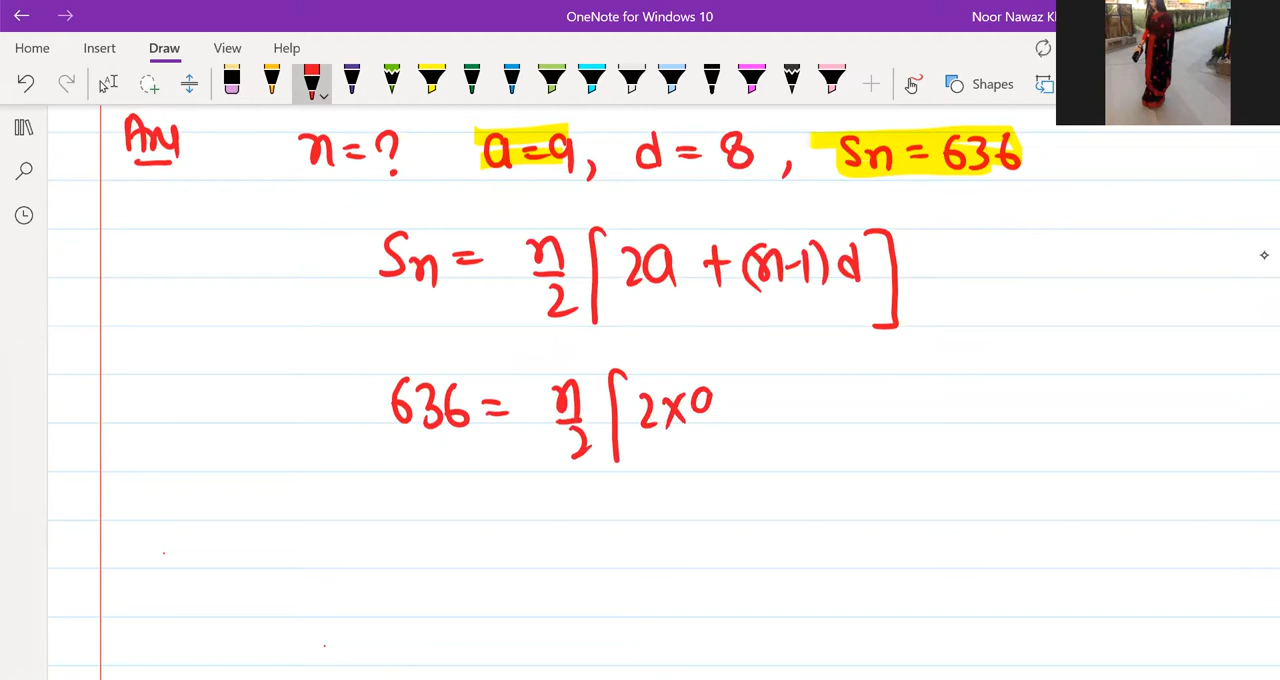 OneNote for Windows 10
Noor Nawaz Kh
Home Insert Draw View Help
Shapes
Ans n = ? a = 9, d = 8, Sn = 636
Sn = n/2 [2a + (n-1) d]
636 = n/2 [2×